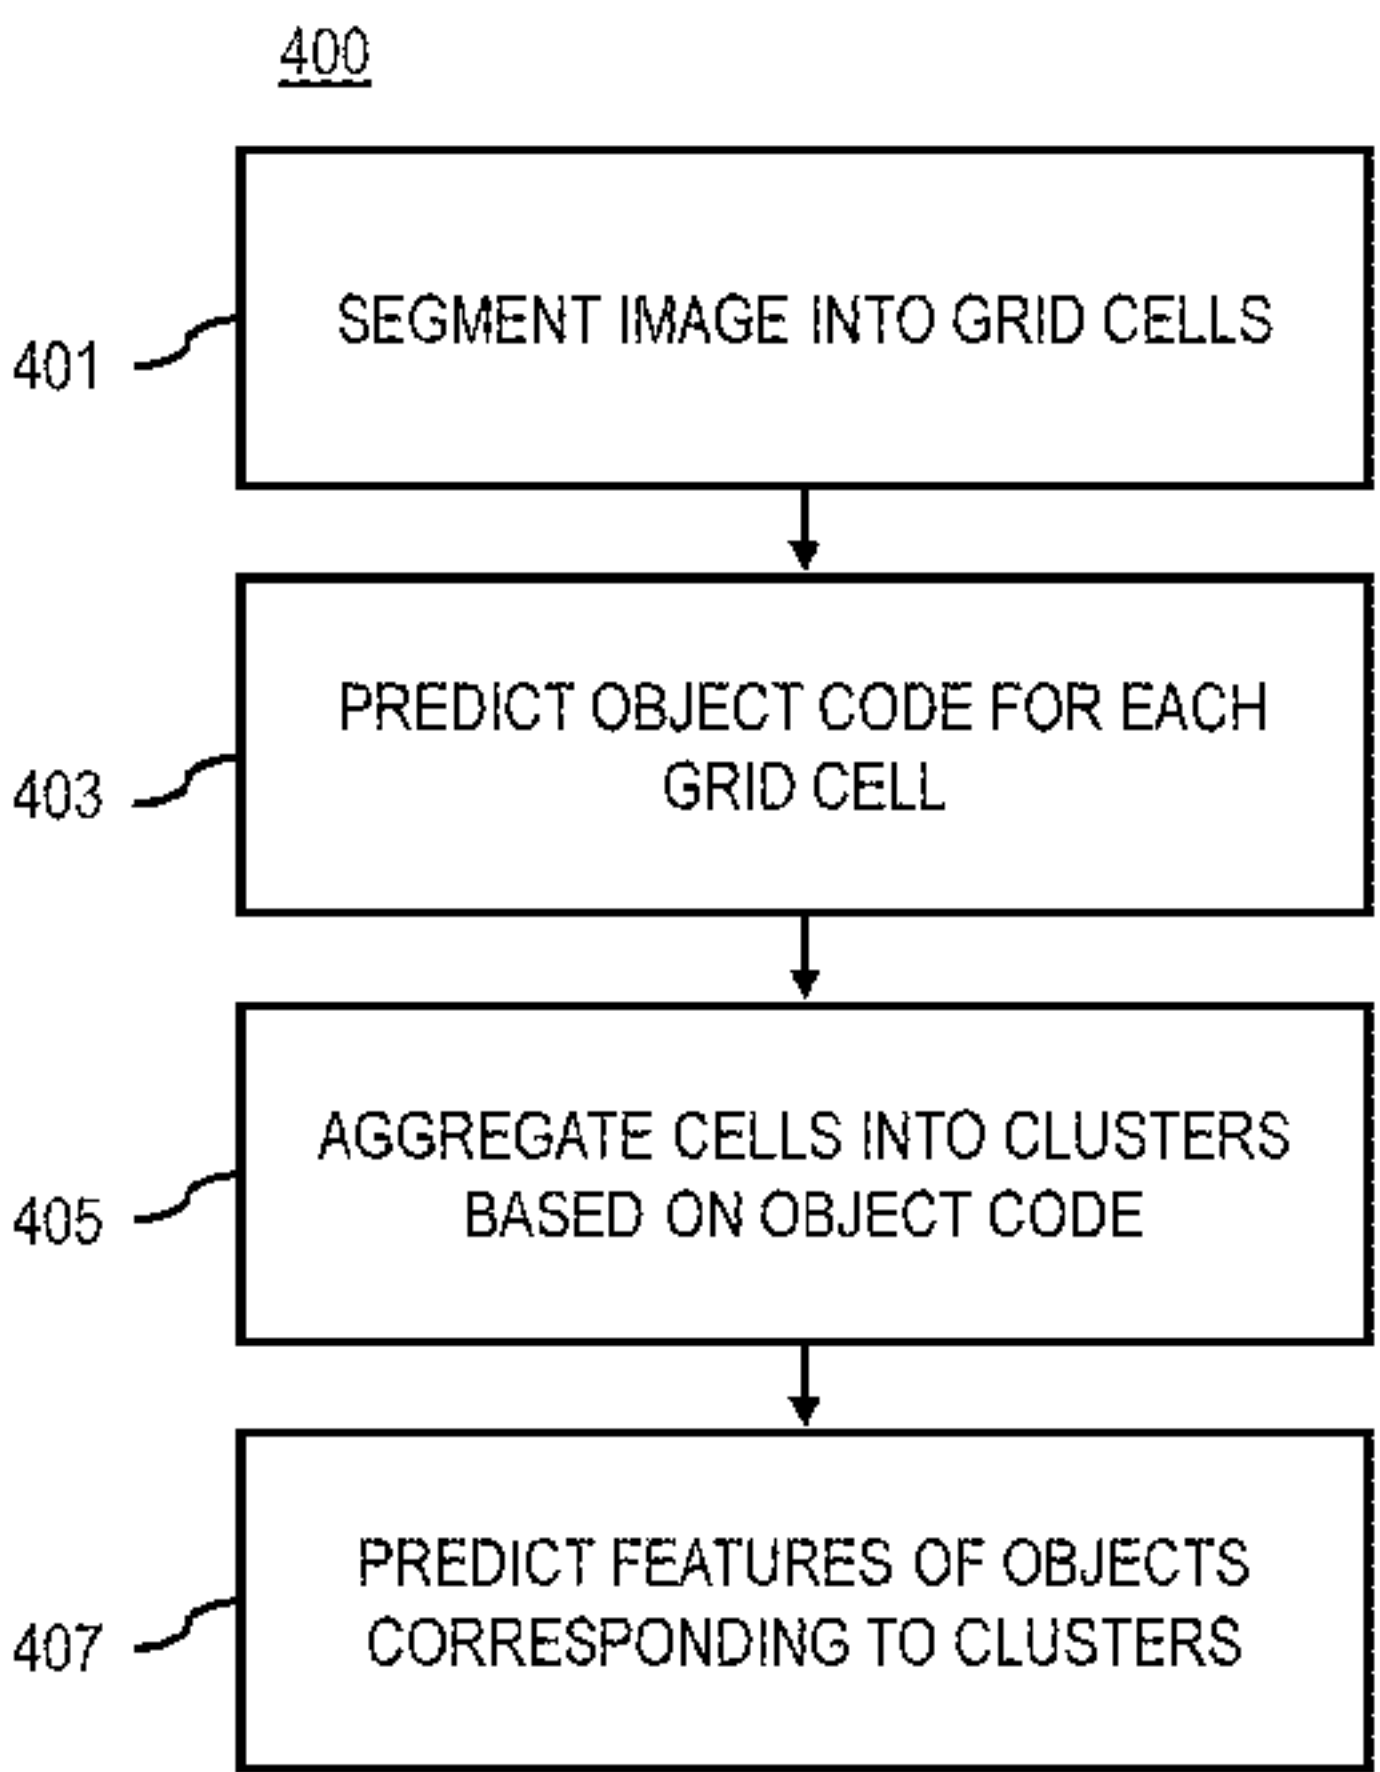 400
401
SEGMENT IMAGE INTO GRID CELLS
403
PREDICT OBJECT CODE FOR EACH
GRID CELL
405
AGGREGATE CELLS INTO CLUSTERS
BASED ON OBJECT CODE
407
PREDICT FEATURES OF OBJECTS
CORRESPONDING TO CLUSTERS